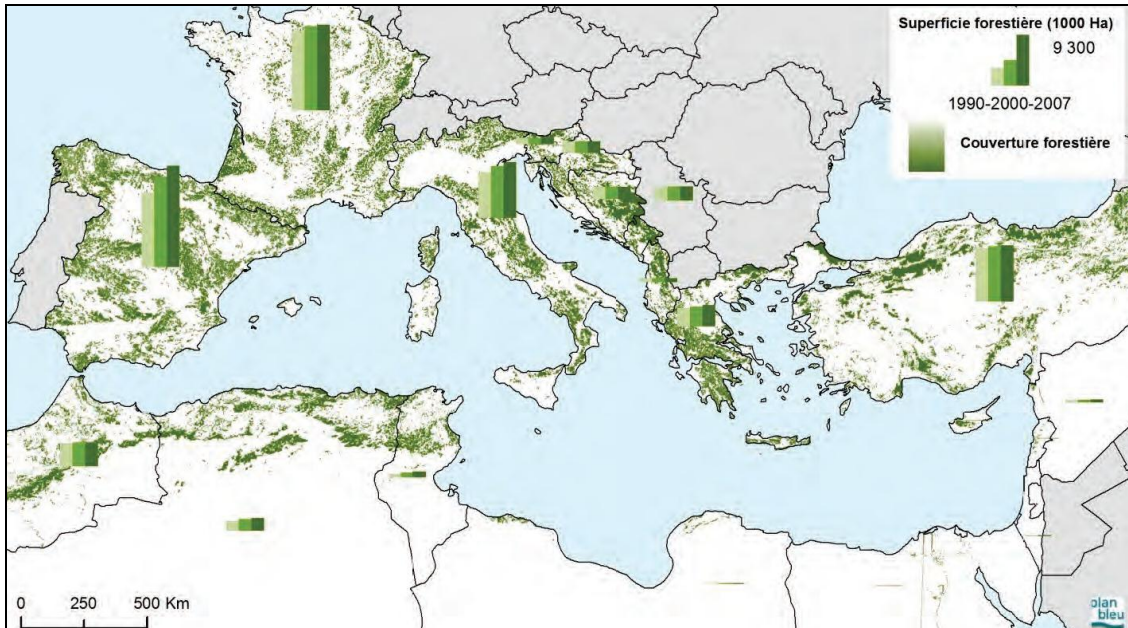 Superficie forestière (1000 Ha)
9 300
1990-2000-2007
Couverture forestière
0 250 500 Km
plan
bleu